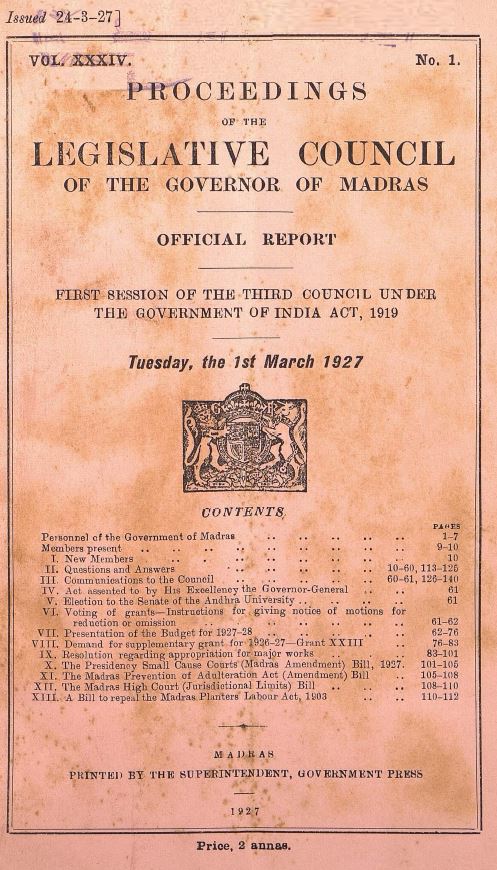 Issued 24-3-27]
VOL. XXXIV. No. 1.
PROCEEDINGS
OF THE
LEGISLATIVE COUNCIL
OF THE GOVERNOR OF MADRAS
OFFICIAL REPORT
FIRST SESSION OF THE THIRD COUNCIL UNDER
THE GOVERNMENT OF INDIA ACT, 1919
Tuesday, the 1st March 1927
CONTENTS
PAGES
Personnel of the Government of Madras .. .. .. .. .. 1-7
Members present .. .. .. .. .. .. .. .. 9-10
I. New Members .. .. .. .. .. .. .. 10
II. Questions and Answers .. .. .. .. .. 10-60, 113-125
III. Communications to the Council .. .. .. .. 60-61, 126-140
IV. Act assented to by His Excellency the Governor-General .. .. 61
V. Election to the Senate of the Andhra University .. .. .. .. 61
VI. Voting of grants—Instructions for giving notice of motions for
reduction or omission .. .. .. .. .. .. 61-62
VII. Presentation of the Budget for 1927-28 .. .. .. .. 62-76
VIII. Demand for supplementary grant for 1926-27—Grant XXIII .. 76-83
IX. Resolution regarding appropriation for major works .. .. .. 83-101
X. The Presidency Small Cause Courts (Madras Amendment) Bill, 1927. 101-105
XI. The Madras Prevention of Adulteration Act (Amendment) Bill .. 105-108
XII. The Madras High Court (Jurisdictional Limits) Bill .. .. .. 108-110
XIII. A Bill to repeal the Madras Planters' Labour Act, 1903 .. .. 110-112
MADRAS
PRINTED BY THE SUPERINTENDENT, GOVERNMENT PRESS
1927
Price, 2 annas.